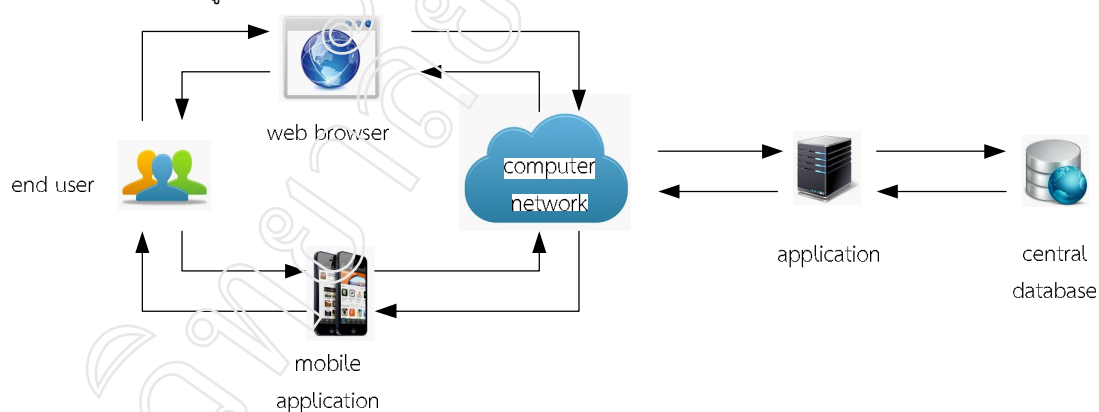 web browser
end user
computer
network
application
central
database
mobile
application